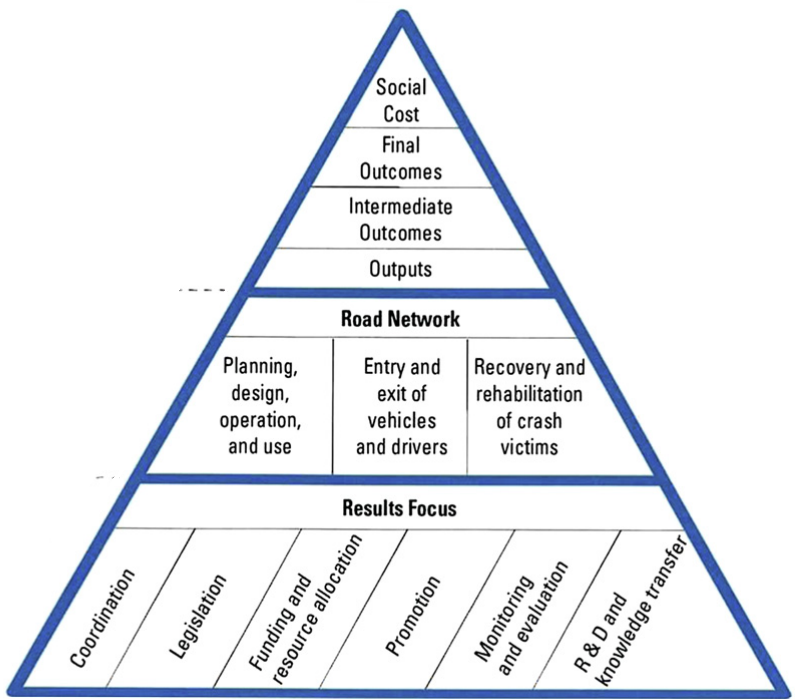 Social
Cost
Final
Outcomes
Intermediate
Outcomes
Outputs
Road Network
Planning,
design,
operation,
and use
Entry and
exit of
vehicles
and drivers
Recovery and
rehabilitation
of crash
victims
Results Focus
Coordination
Legislation
Funding and
resource allocation
Promotion
Monitoring
and evaluation
R & D and
knowledge transfer